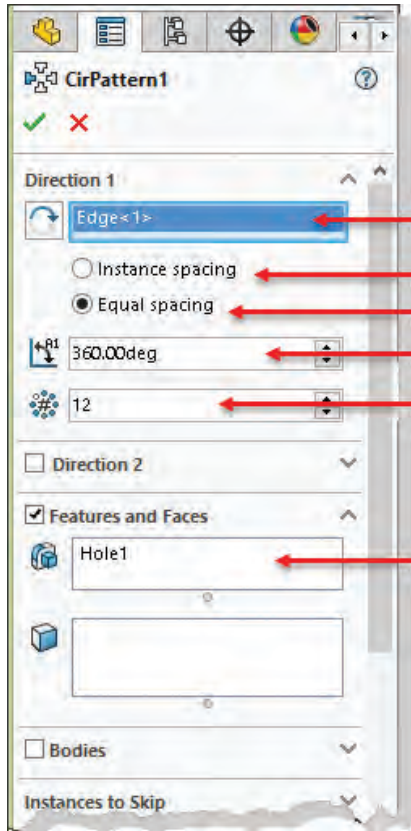 CirPattern1
Direction 1
Edge<1>
Instance spacing
Equal spacing
A1
360.00deg
#
12
Direction 2
Features and Faces
Hole1
Bodies
Instances to Skip